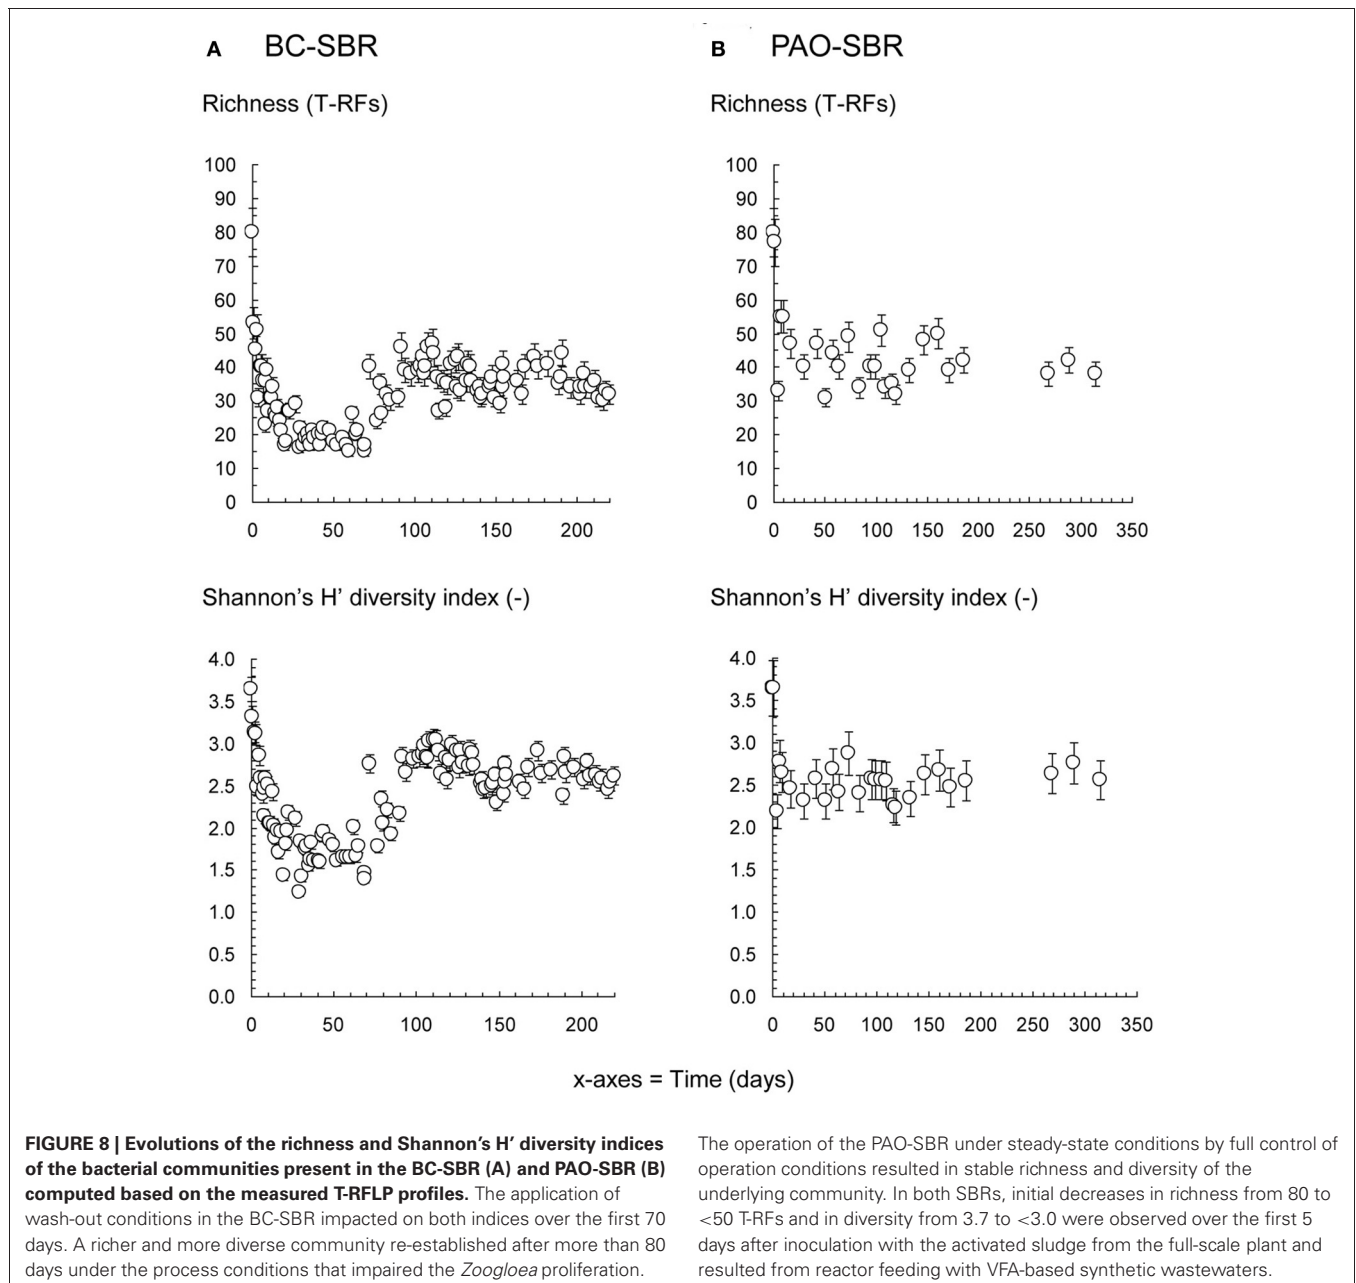 A BC-SBR
Richness (T-RFs)
100
90
80
70
60
50
40
30
20
10
0
0 50 100 150 200
B PAO-SBR
Richness (T-RFs)
100
90
80
70
60
50
40
30
20
10
0
0 50 100 150 200 250 300 350
Shannon's H' diversity index (-)
4.0
3.5
3.0
2.5
2.0
1.5
1.0
0.5
0.0
0 50 100 150 200
Shannon's H' diversity index (-)
4.0
3.5
3.0
2.5
2.0
1.5
1.0
0.5
0.0
0 50 100 150 200 250 300 350
x-axes = Time (days)
FIGURE 8 | Evolutions of the richness and Shannon's H' diversity indices
of the bacterial communities present in the BC-SBR (A) and PAO-SBR (B)
computed based on the measured T-RFLP profiles. The application of
wash-out conditions in the BC-SBR impacted on both indices over the first 70
days. A richer and more diverse community re-established after more than 80
days under the process conditions that impaired the Zoogloea proliferation.
The operation of the PAO-SBR under steady-state conditions by full control of
operation conditions resulted in stable richness and diversity of the
underlying community. In both SBRs, initial decreases in richness from 80 to
<50 T-RFs and in diversity from 3.7 to <3.0 were observed over the first 5
days after inoculation with the activated sludge from the full-scale plant and
resulted from reactor feeding with VFA-based synthetic wastewaters.